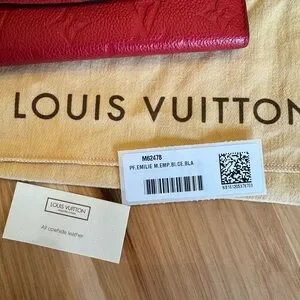 LOUIS VUITTON
M62478
PF.EMILIE M.EMP.BI.CE.BLA
LOUIS VUITTON
All cowhide leather